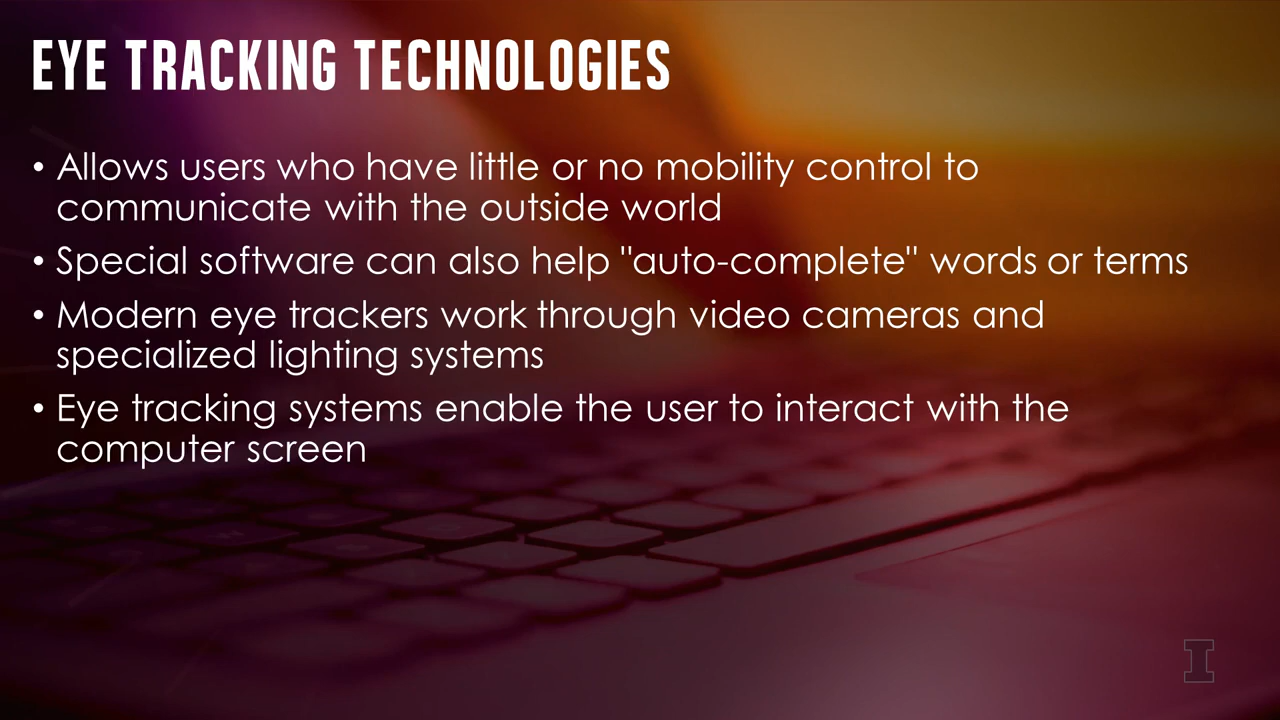 EYE TRACKING TECHNOLOGIES
• Allows users who have little or no mobility control to
communicate with the outside world
• Special software can also help "auto-complete" words or terms
• Modern eye trackers work through video cameras and
specialized lighting systems
• Eye tracking systems enable the user to interact with the
computer screen
I